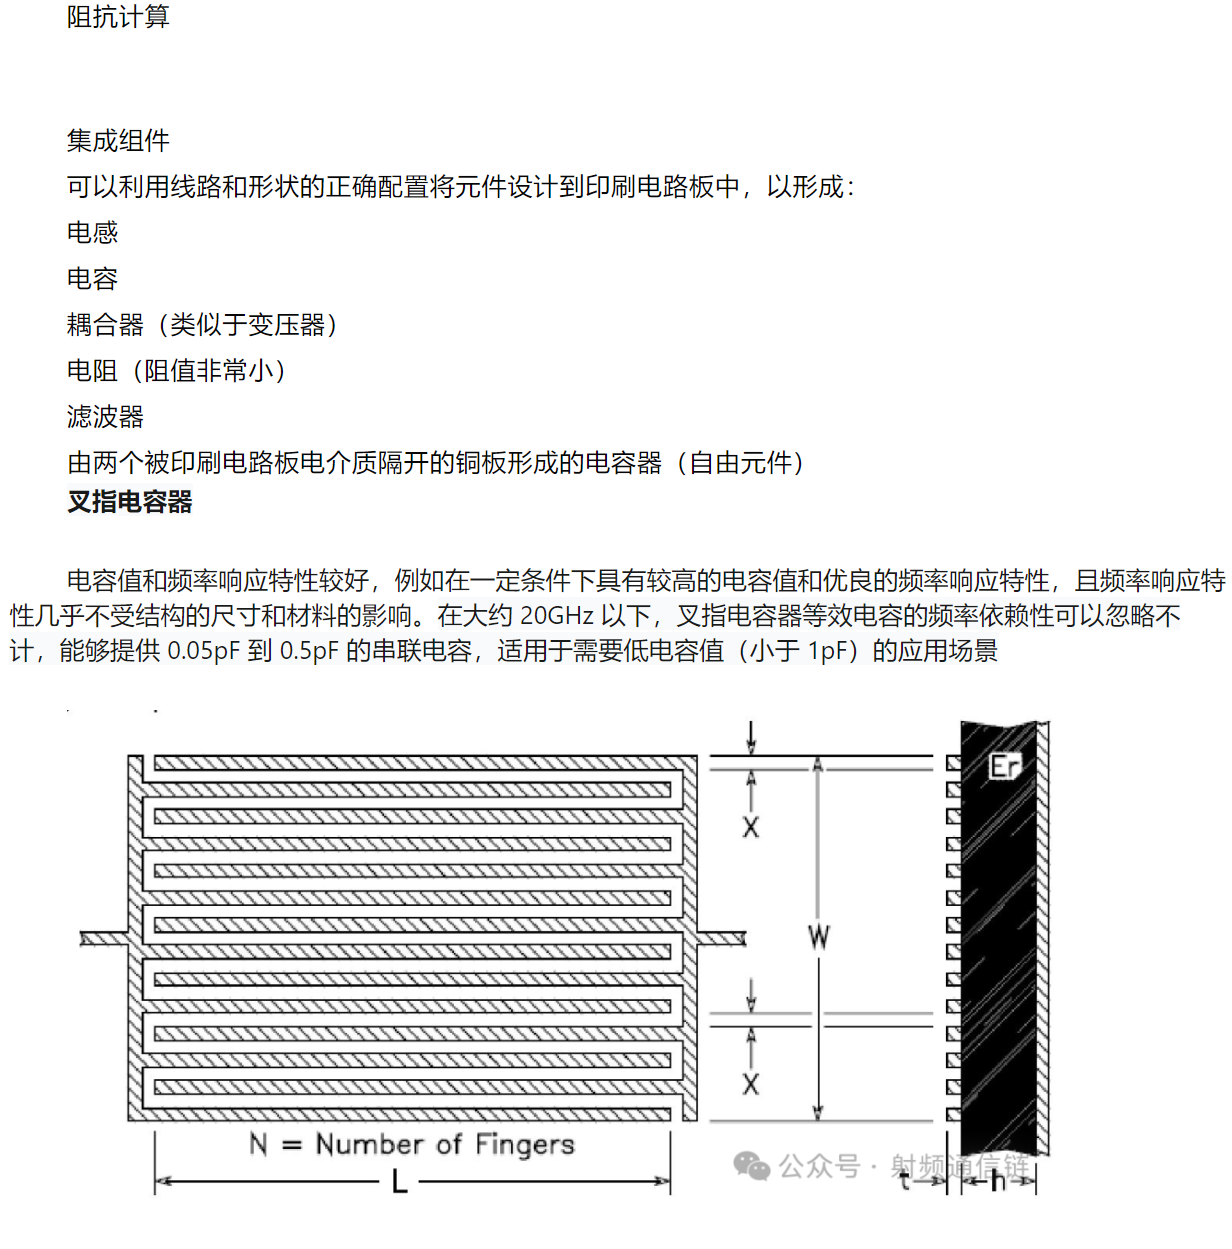 阻抗计算
集成组件
可以利用线路和形状的正确配置将元件设计到印刷电路板中，以形成：
电感
电容
耦合器（类似于变压器）
电阻（阻值非常小）
滤波器
由两个被印刷电路板电介质隔开的铜板形成的电容器（自由元件）
叉指电容器
电容值和频率响应特性较好，例如在一定条件下具有较高的电容值和优良的频率响应特性，且频率响应特
性几乎不受结构的尺寸和材料的影响。在大约 20GHz 以下，叉指电容器等效电容的频率依赖性可以忽略不
计，能够提供 0.05pF 到 0.5pF 的串联电容，适用于需要低电容值（小于 1pF）的应用场景
Er
X
W
X
N = Number of Fingers
L
公众号 · 射频通信链
t
h